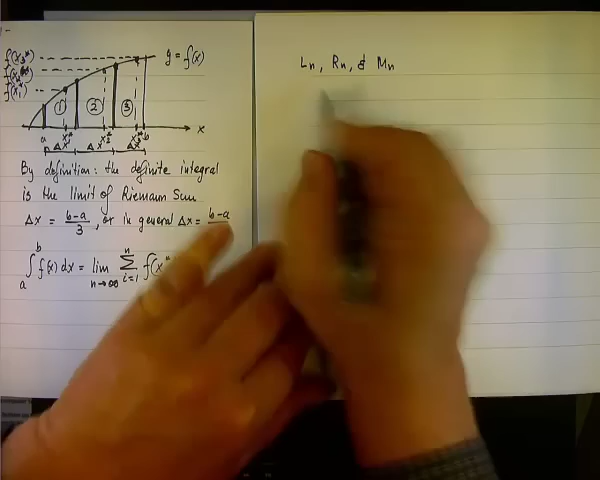 f(x₃*)
f(x₂*)
f(x₁*)
y = f(x)
① ② ③
a x₁* x₂* x₃* b x
Δx Δx Δx
By definition: the definite integral
is the limit of Riemann Sum
Δx = (b-a)/3, or in general Δx = b-a
∫ₐᵇ f(x) dx = lim n→∞ Σ i=1 n f(x*
Ln, Rn, & Mn